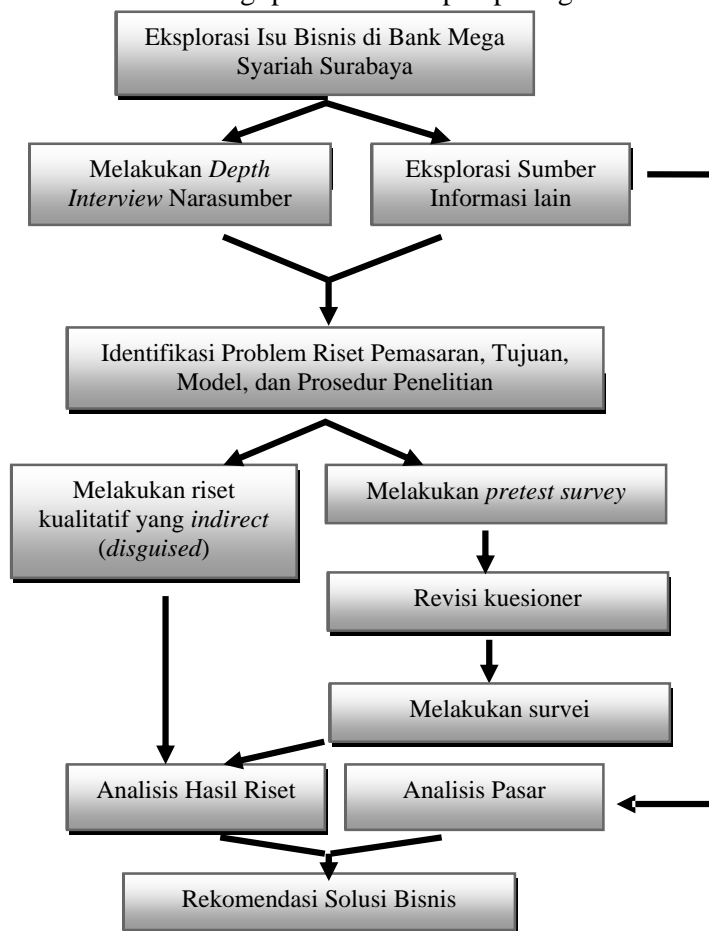 Eksplorasi Isu Bisnis di Bank Mega
Syariah Surabaya
Melakukan Depth
Interview Narasumber
Eksplorasi Sumber
Informasi lain
Identifikasi Problem Riset Pemasaran, Tujuan,
Model, dan Prosedur Penelitian
Melakukan riset
kualitatif yang indirect
(disguised)
Melakukan pretest survey
Revisi kuesioner
Melakukan survei
Analisis Hasil Riset
Analisis Pasar
Rekomendasi Solusi Bisnis